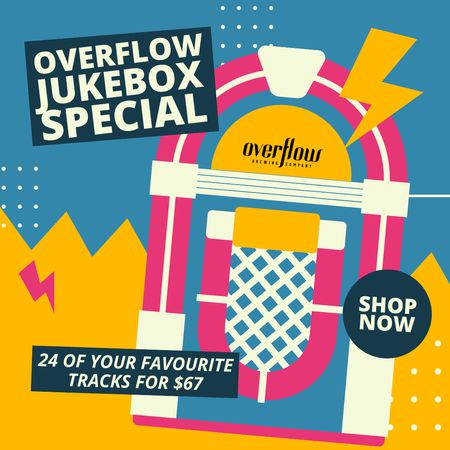 OVERFLOW
JUKEBOX
SPECIAL
overflow
BREWING COMPANY
SHOP
NOW
24 OF YOUR FAVOURITE
TRACKS FOR $67